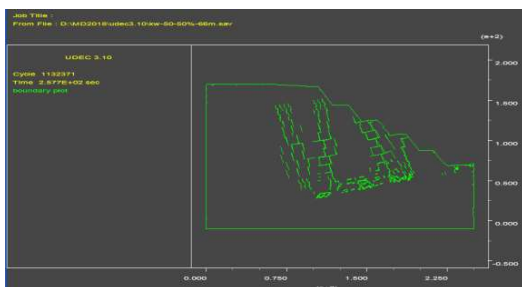 Job Title :
From File : D:\MD2018\udec3.10\xw-50-50%-66m.sav
UDEC 3.10
Cycle 1132371
Time 2.577E+02 sec
boundary plot
(e+2)
2.000
1.500
1.000
0.500
0.000
-0.500
0.000 0.750 1.500 2.250